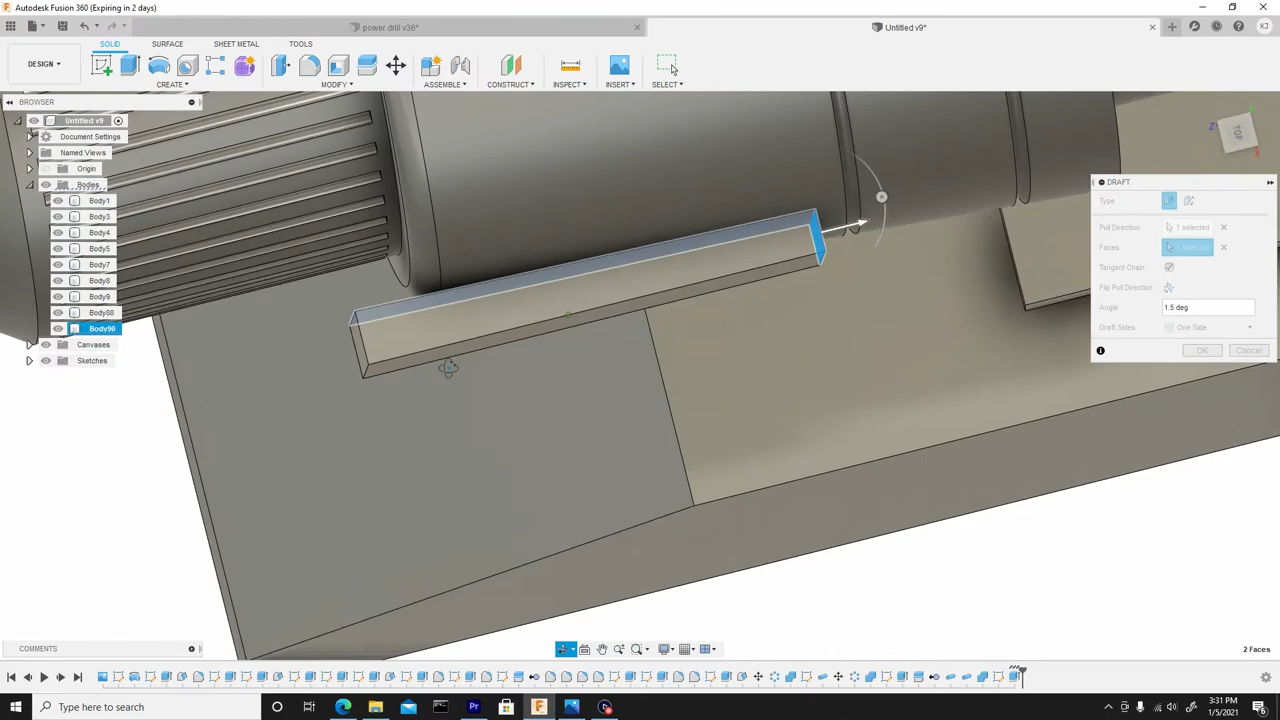 Autodesk Fusion 360 (Expiring in 2 days)
power drill v36*
Untitled v9*
KJ
DESIGN
SOLID
SURFACE
SHEET METAL
TOOLS
CREATE
MODIFY
ASSEMBLE
CONSTRUCT
INSPECT
INSERT
SELECT
BROWSER
Untitled v9
Document Settings
Named Views
Origin
Bodies
Body1
Body3
Body4
Body5
Body7
Body8
Body9
Body88
Body90
Canvases
Sketches
TOP
Z
X
DRAFT
Type
Pull Direction 1 selected
Faces 1 selected
Tangent Chain
Flip Pull Direction
Angle 1.5 deg
Draft Sides One Side
OK Cancel
COMMENTS
2 Faces
Type here to search
3:31 PM
1/5/2021